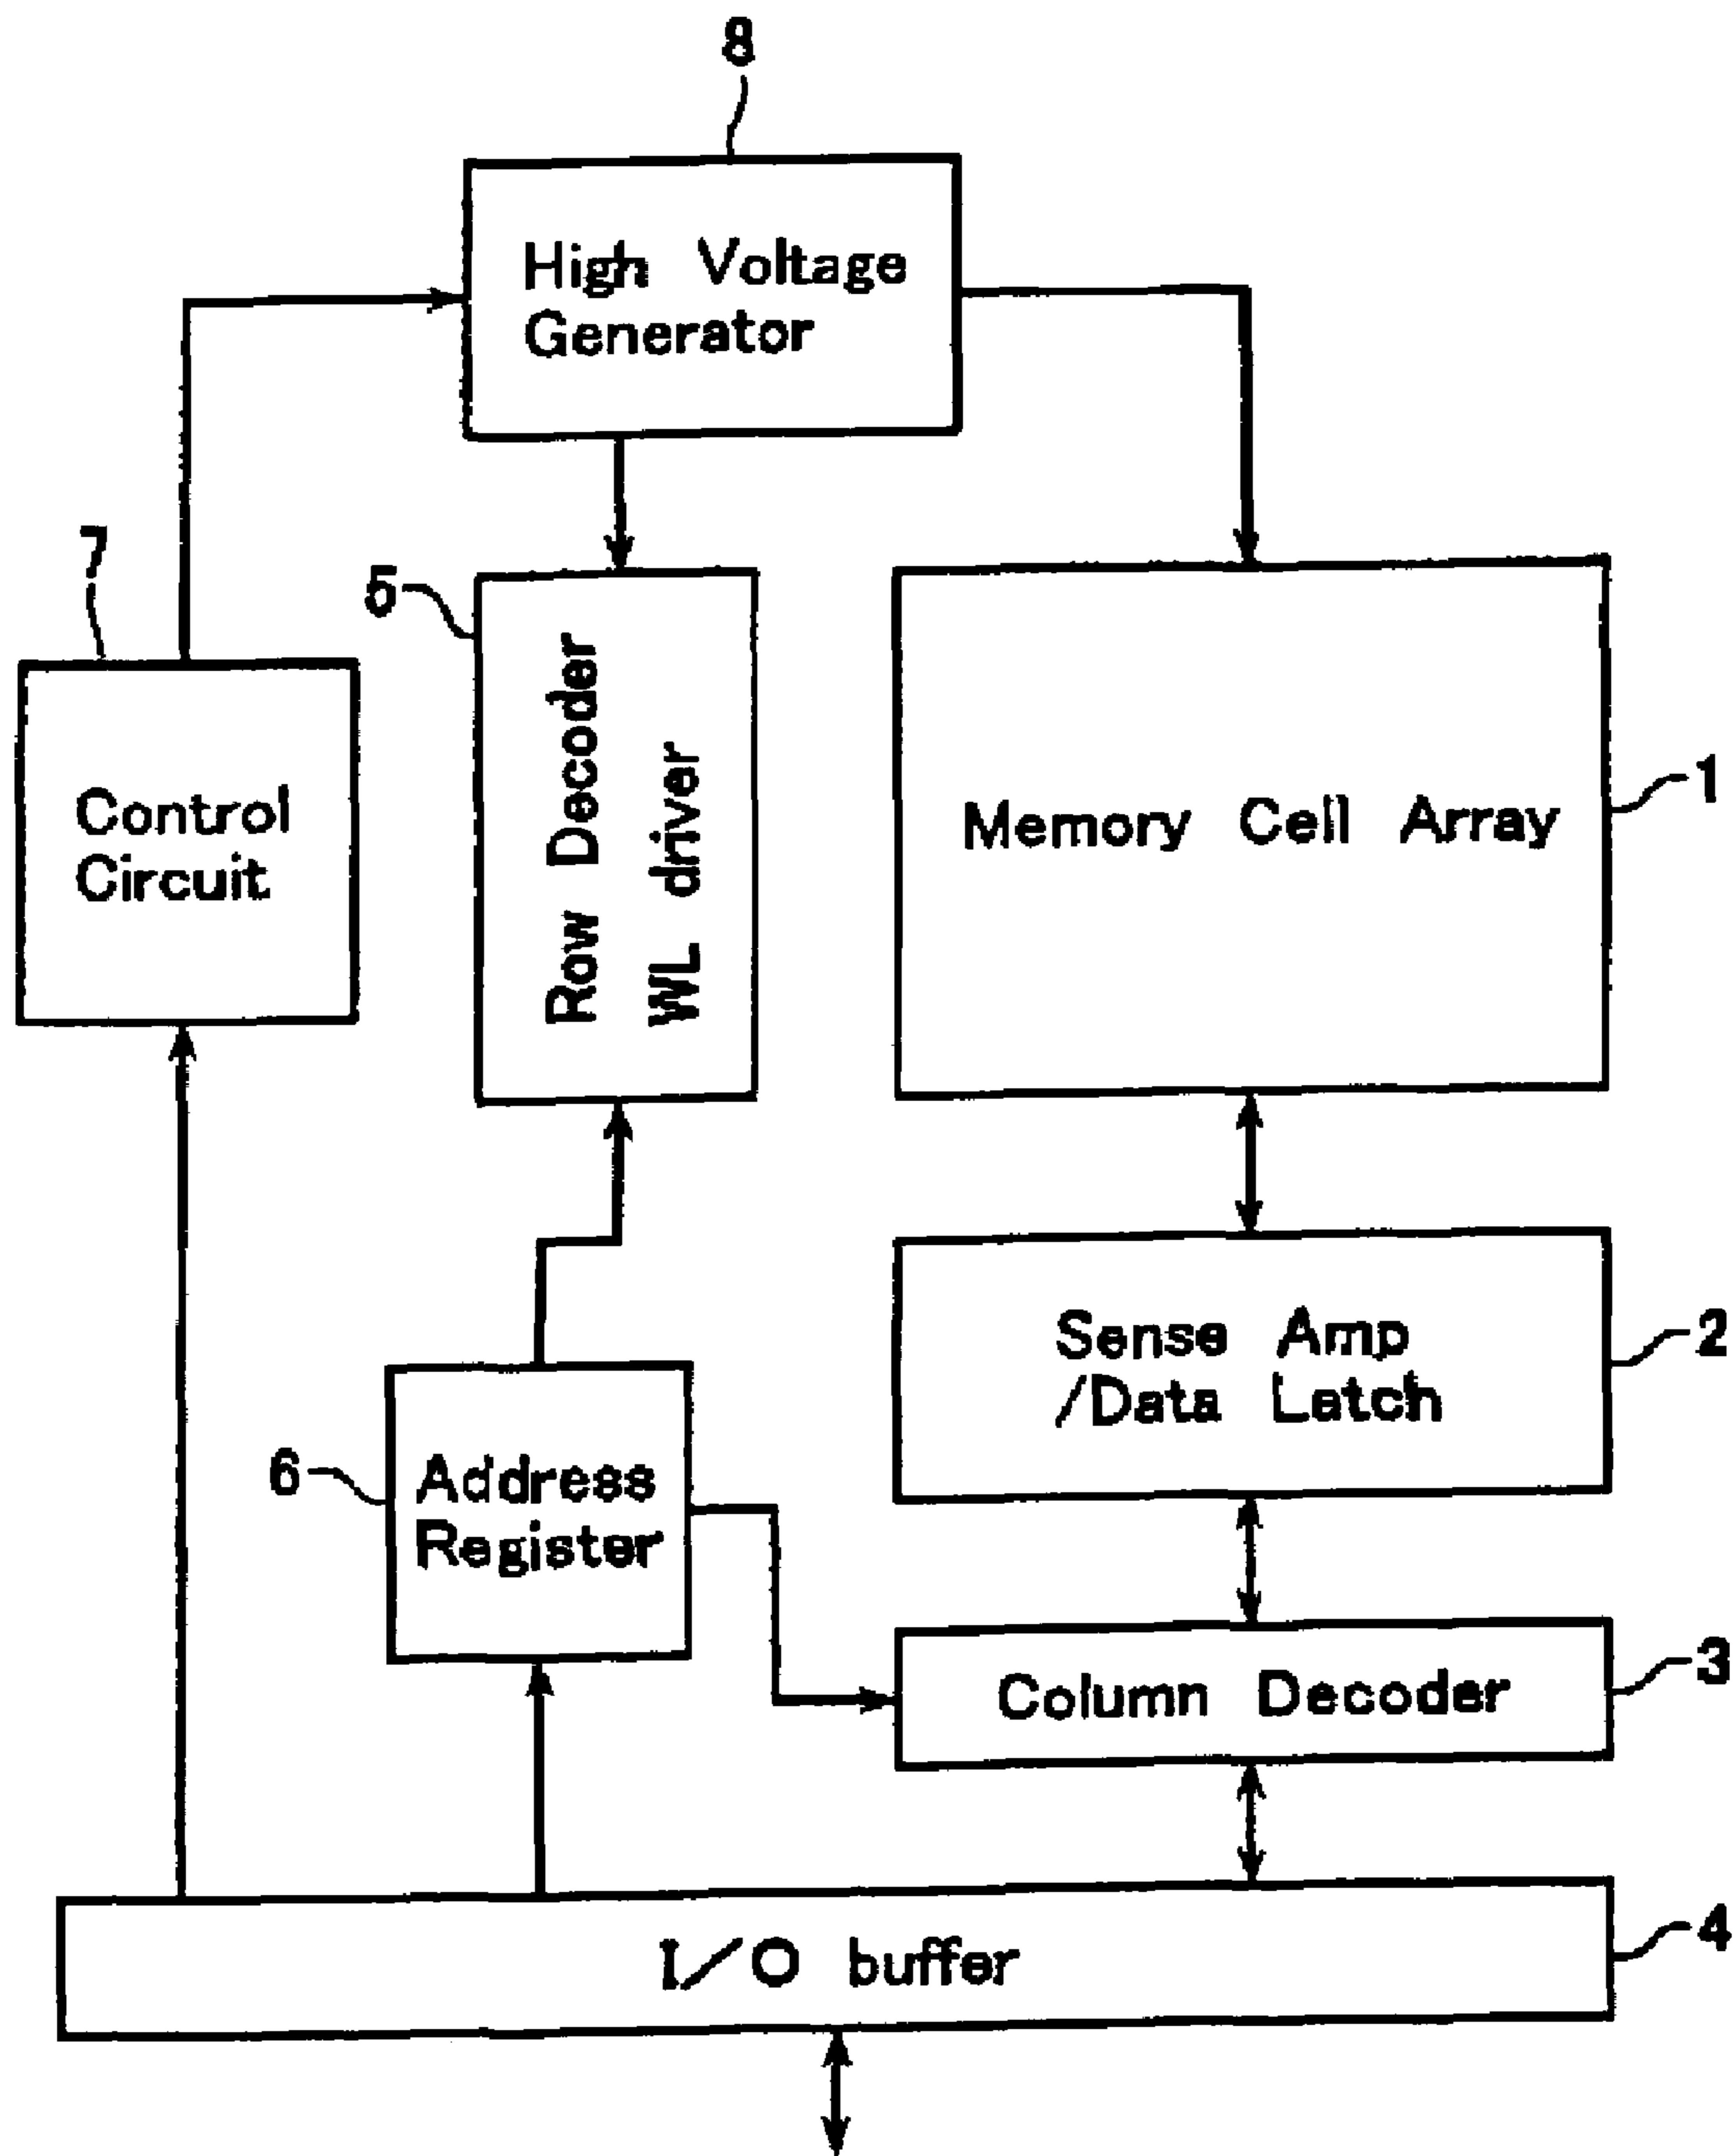 8
High Voltage
Generator
7
5
Control
Circuit
Row Decoder
WL driver
Memory Cell Array
1
Sense Amp
/Data Latch
2
6
Address
Register
Column Decoder
3
I/O buffer
4